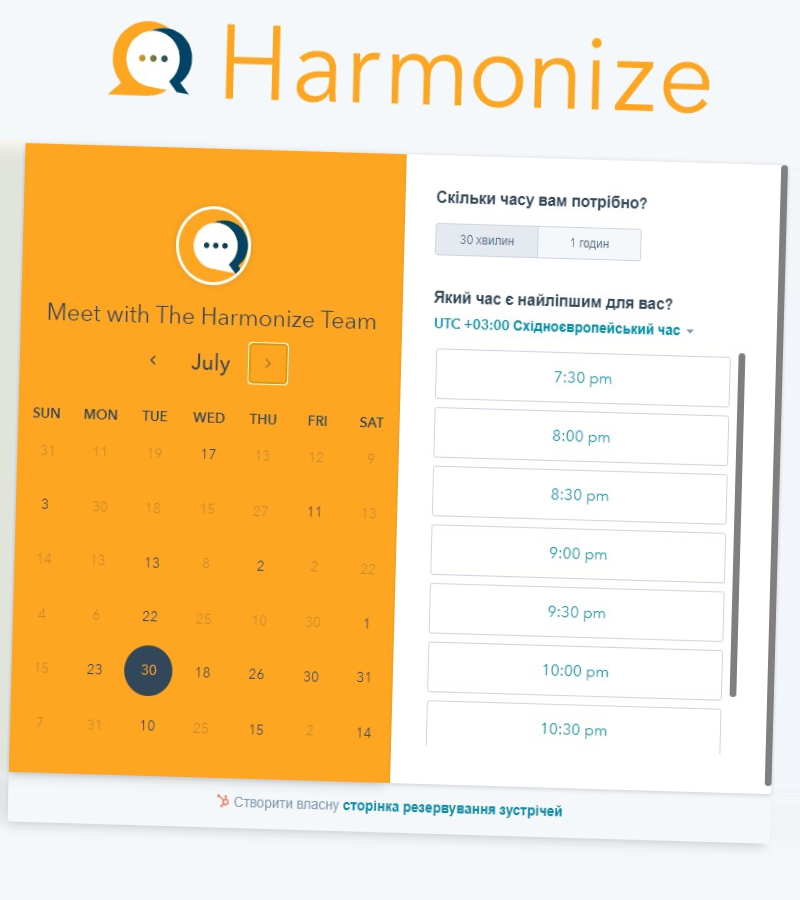 Harmonize
Meet with The Harmonize Team
July
SUN MON TUE WED THU FRI SAT
31 11 19 17 13 12 9
3 30 18 15 27 11 13
14 13 13 8 2 2 22
4 6 22 25 10 30 1
15 23 30 18 26 30 31
7 31 10 25 15 2 14
Скільки часу вам потрібно?
30 хвилин 1 годин
Який час є найліпшим для вас?
UTC +03:00 Східноєвропейський час
7:30 pm
8:00 pm
8:30 pm
9:00 pm
9:30 pm
10:00 pm
10:30 pm
Створити власну сторінка резервування зустрічей